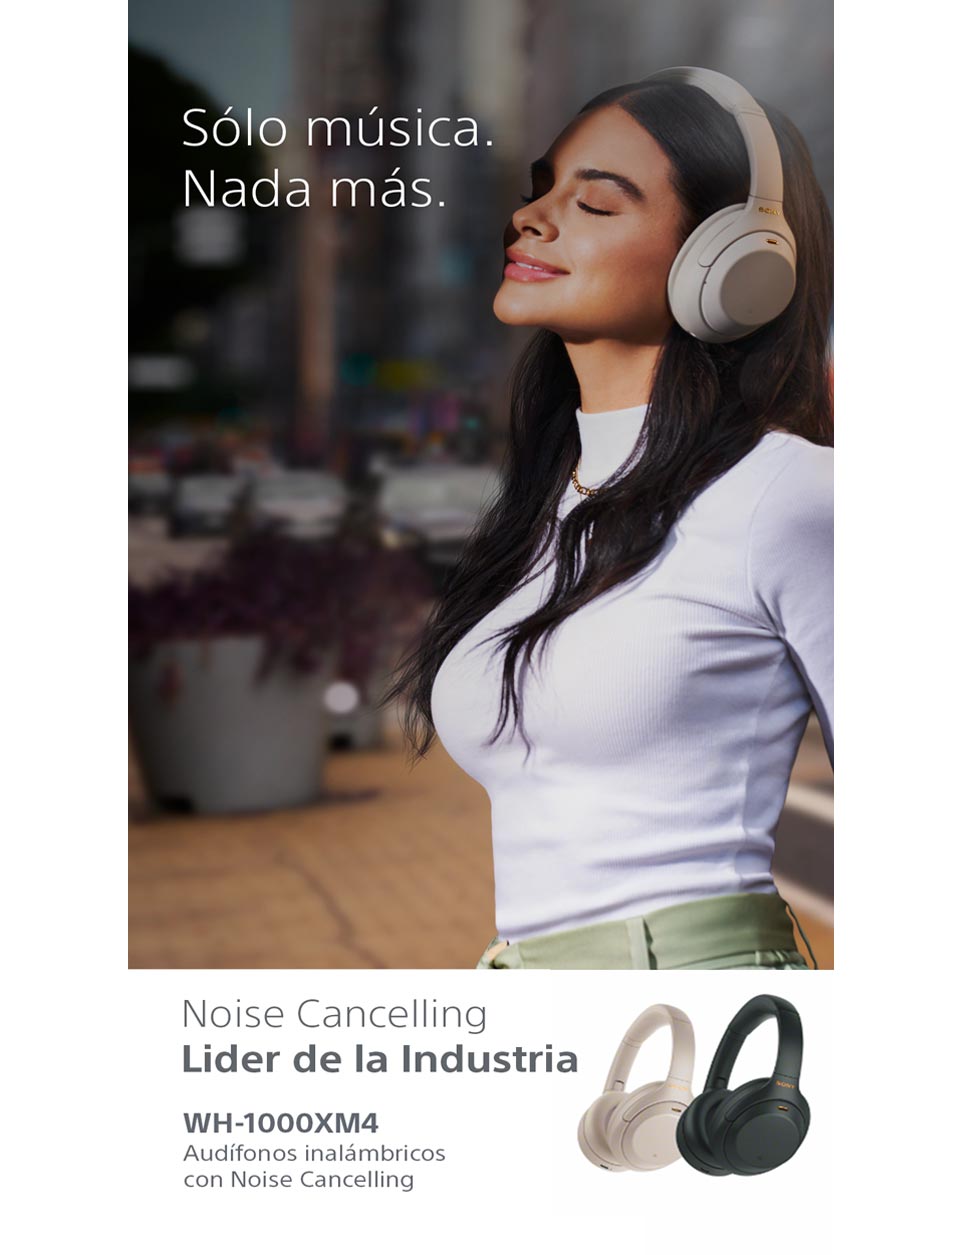 Sólo música.
Nada más.
SONY
Noise Cancelling
Lider de la Industria
WH-1000XM4
Audífonos inalámbricos
con Noise Cancelling
SONY